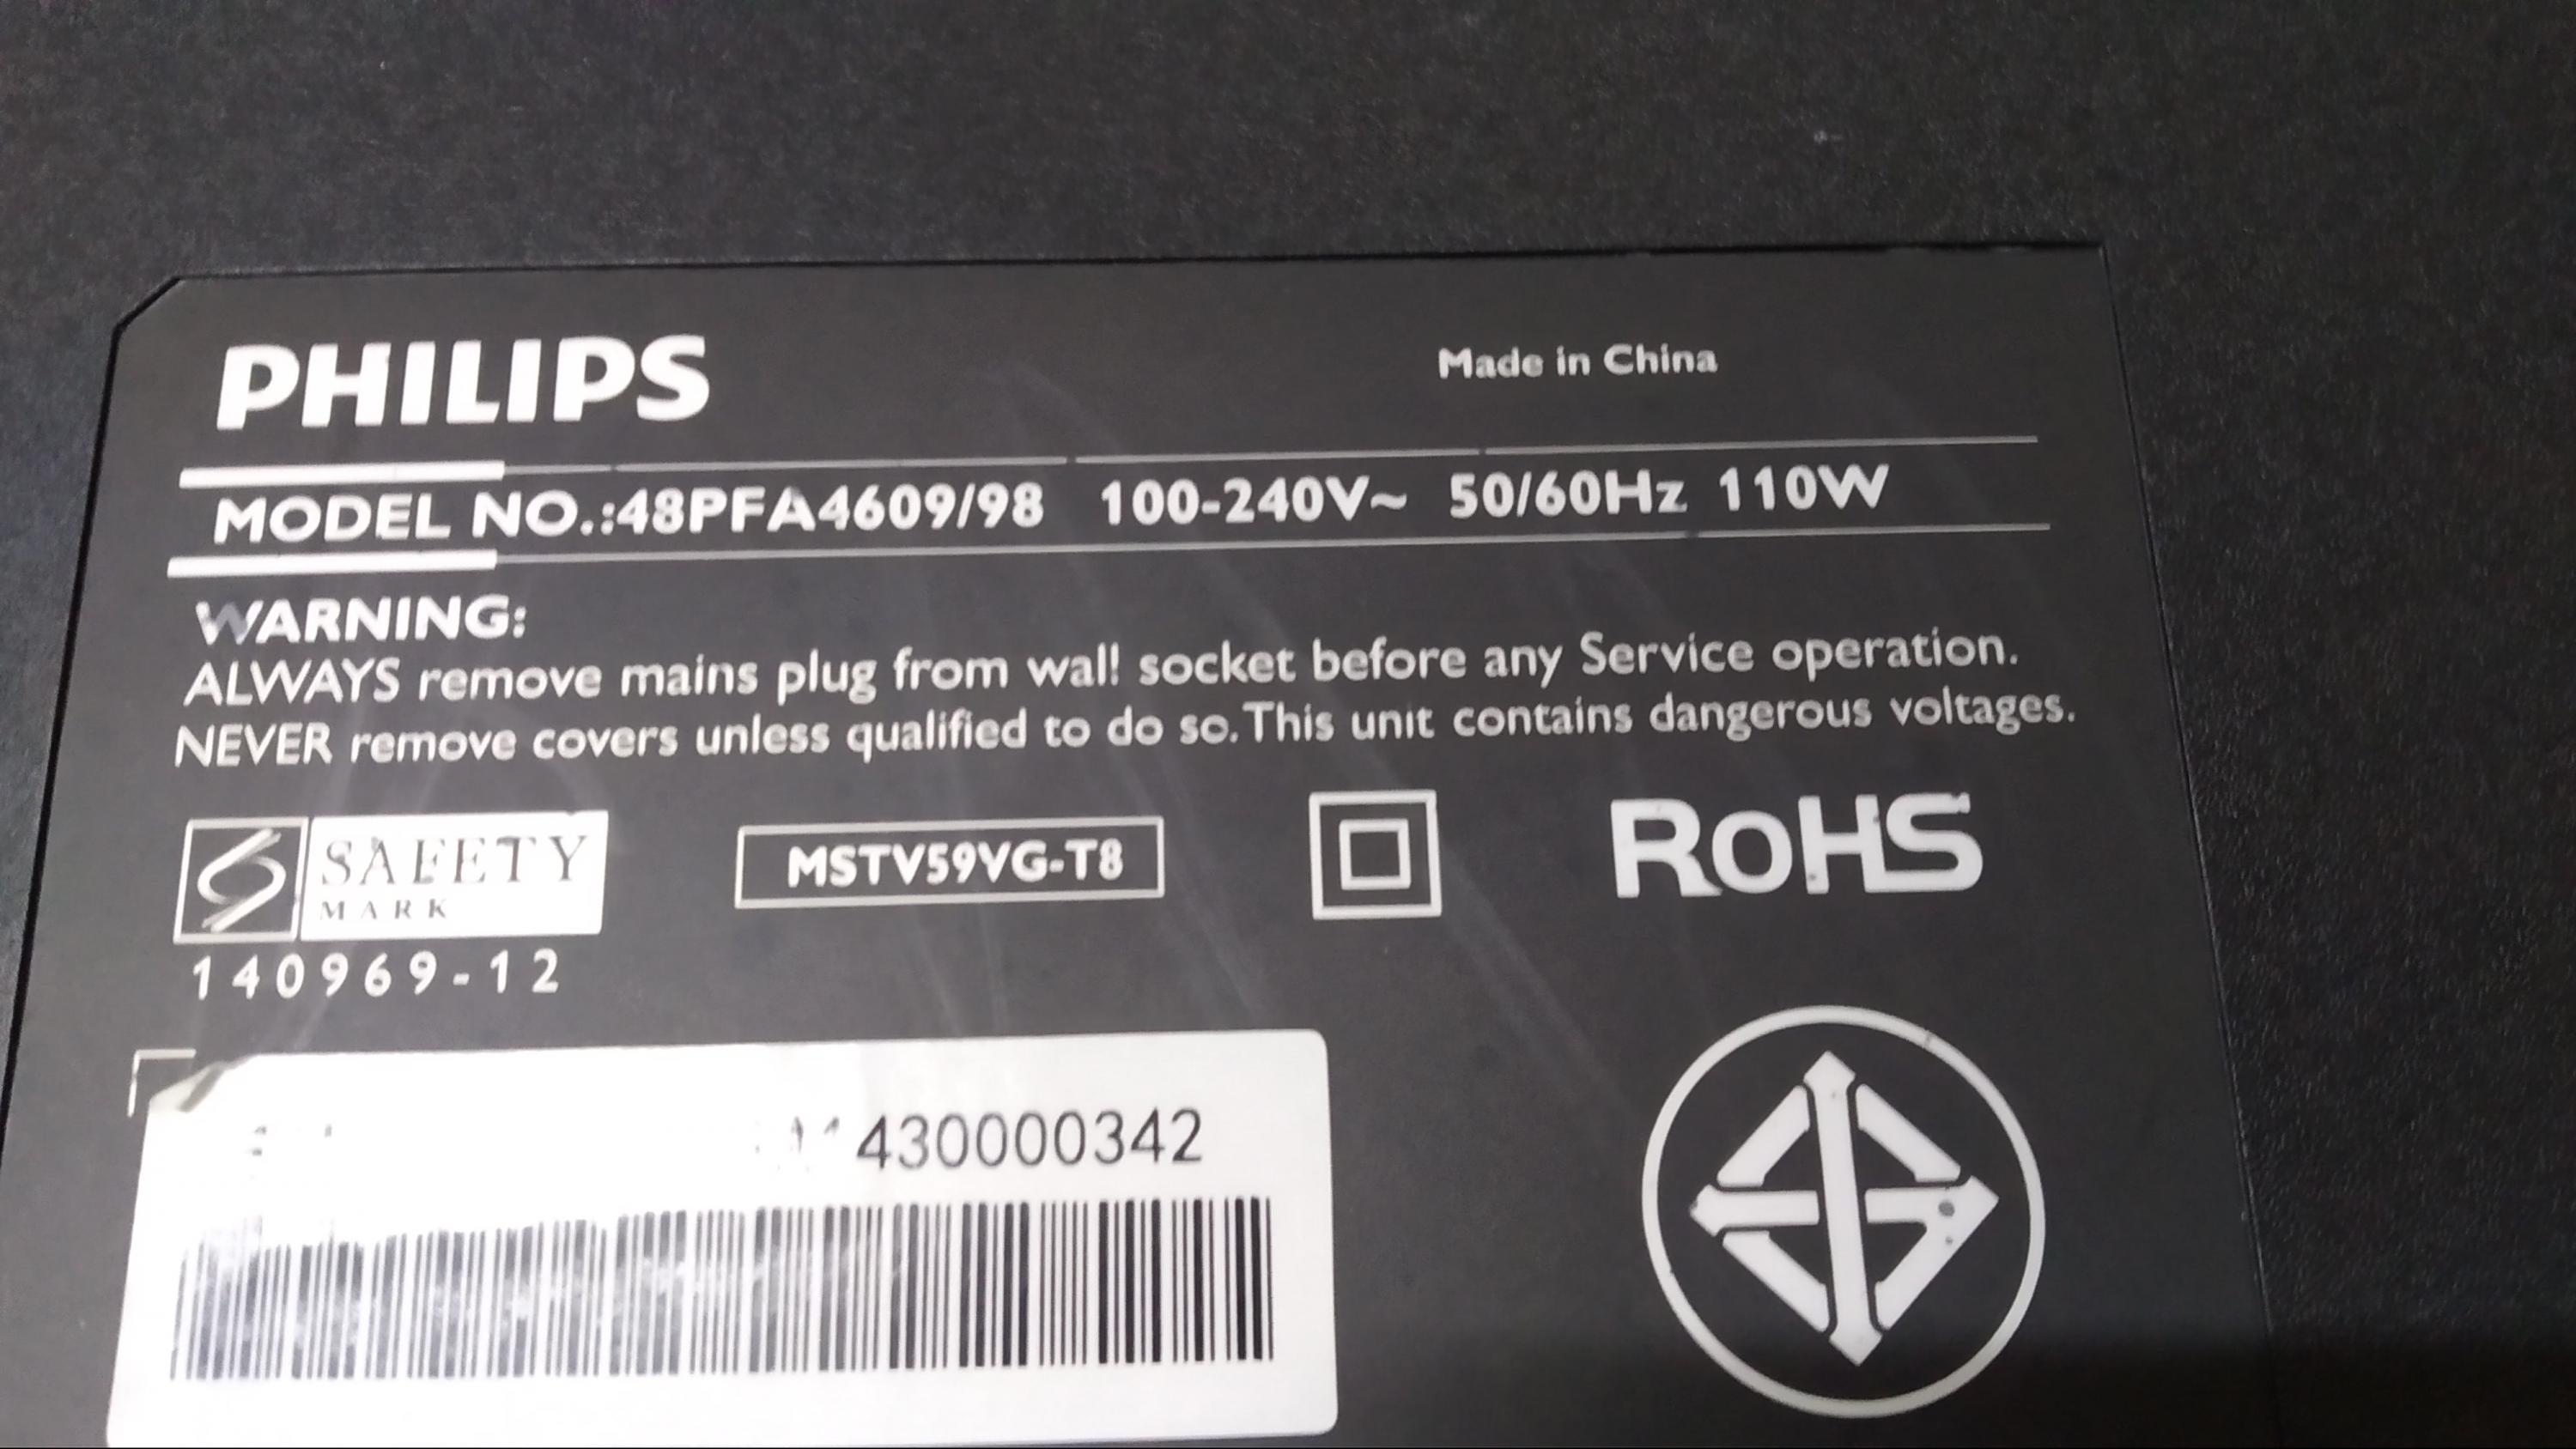 PHILIPS
Made in China
MODEL NO.:48PFA4609/98 100-240V~ 50/60Hz 110W
WARNING:
ALWAYS remove mains plug from wall socket before any Service operation.
NEVER remove covers unless qualified to do so. This unit contains dangerous voltages.
SAFETY
MARK
140969-12
MSTV59VG-T8
RoHS
430000342